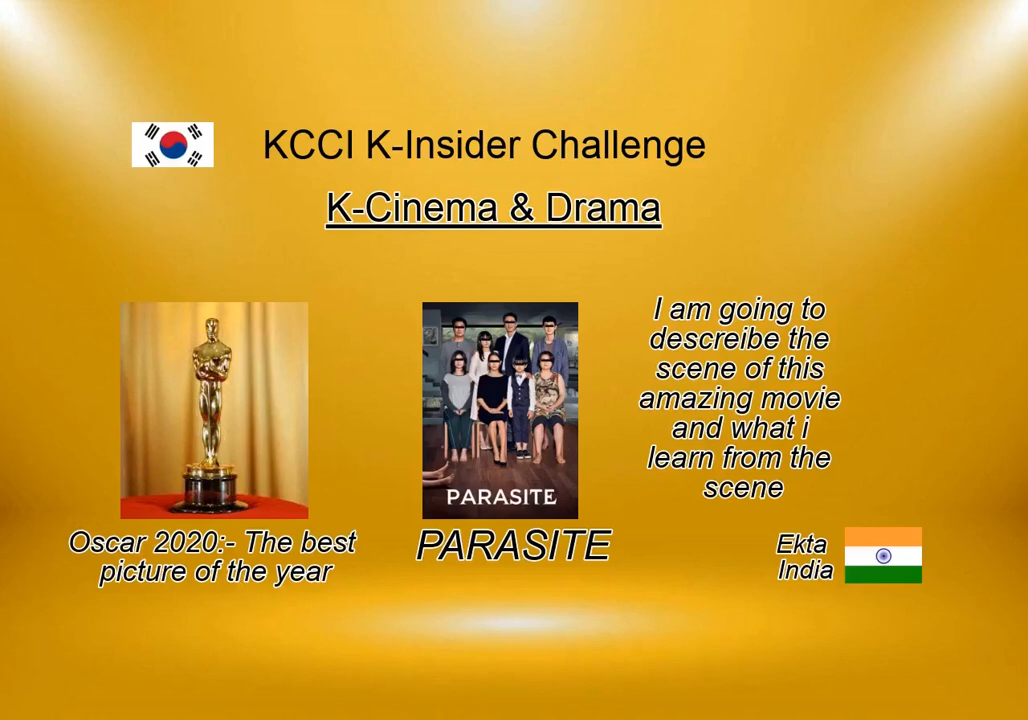 KCCI K-Insider Challenge
K-Cinema & Drama
PARASITE
Oscar 2020:- The best
picture of the year
PARASITE
I am going to
descreibe the
scene of this
amazing movie
and what i
learn from the
scene
Ekta
India